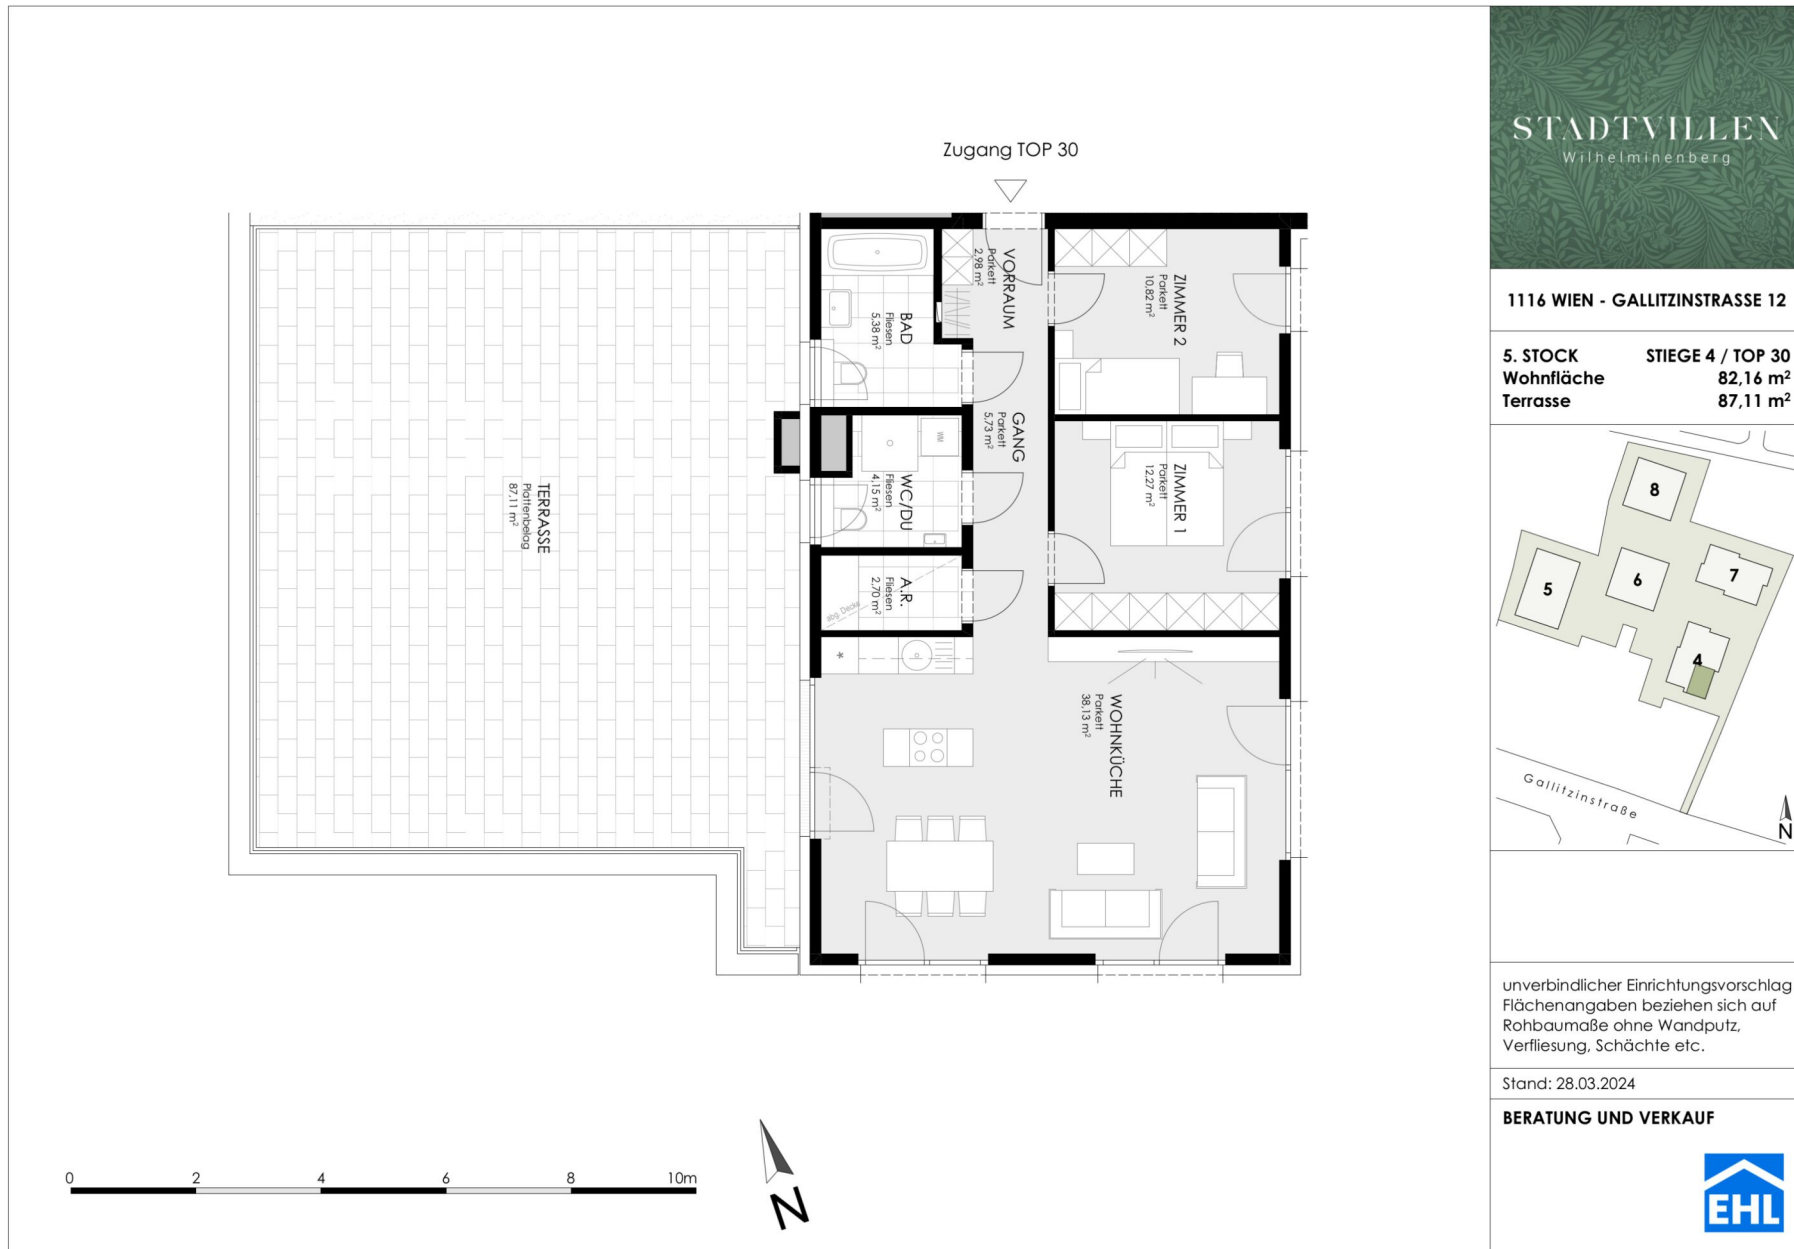 Zugang TOP 30
VORRAUM
Parkett
2,98 m²
ZIMMER 2
Parkett
10,82 m²
BAD
Fliesen
5,38 m²
GANG
Parkett
5,73 m²
WM
ZIMMER 1
Parkett
12,27 m²
WC/DU
Fliesen
4,15 m²
TERRASSE
Plattenbelag
87,11 m²
A.R.
Fliesen
2,70 m²
abg. Decke
WOHNKÜCHE
Parkett
38,13 m²
0 2 4 6 8 10m
N
STADTVILLEN
Wilhelminenberg
1116 WIEN - GALLITZINSTRASSE 12
5. STOCK STIEGE 4 / TOP 30
Wohnfläche 82,16 m²
Terrasse 87,11 m²
8
7
6
5
4
Gallitzinstraße
N
unverbindlicher Einrichtungsvorschlag
Flächenangaben beziehen sich auf
Rohbaumaße ohne Wandputz,
Verfliesung, Schächte etc.
Stand: 28.03.2024
BERATUNG UND VERKAUF
EHL